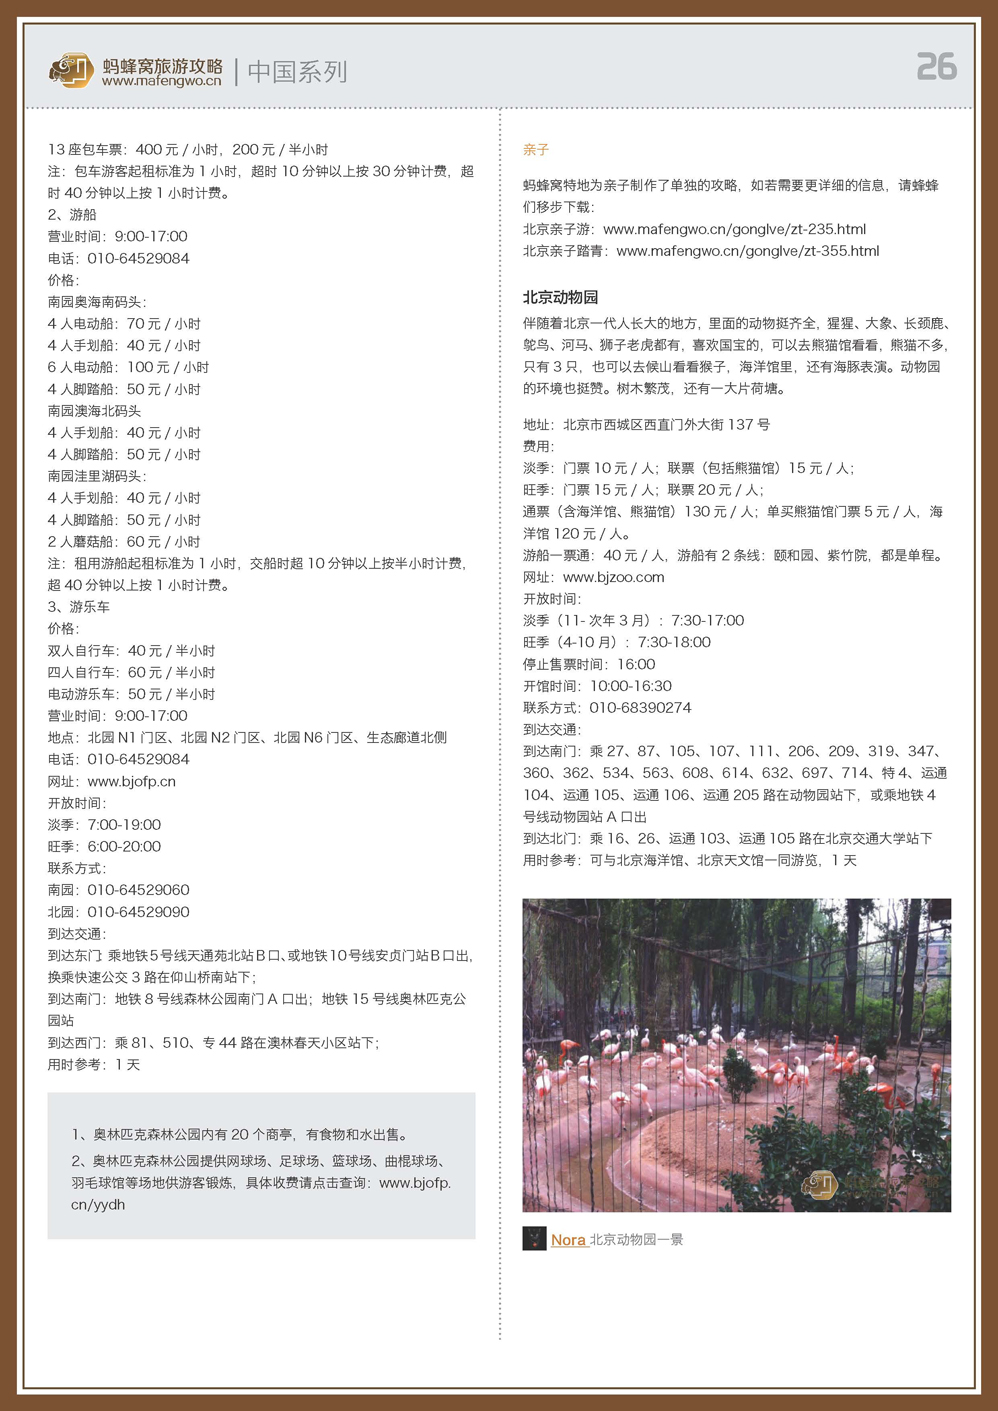 蚂蜂窝旅游攻略
www.mafengwo.cn
中国系列
26
13 座包车票：400 元 / 小时，200 元 / 半小时
注：包车游客起租标准为 1 小时，超时 10 分钟以上按 30 分钟计费，超
时 40 分钟以上按 1 小时计费。
2、游船
营业时间：9:00-17:00
电话：010-64529084
价格：
南园奥海南码头：
4 人电动船：70 元 / 小时
4 人手划船：40 元 / 小时
6 人电动船：100 元 / 小时
4 人脚踏船：50 元 / 小时
南园澳海北码头
4 人手划船：40 元 / 小时
4 人脚踏船：50 元 / 小时
南园洼里湖码头：
4 人手划船：40 元 / 小时
4 人脚踏船：50 元 / 小时
2 人蘑菇船：60 元 / 小时
注：租用游船起租标准为 1 小时，交船时超 10 分钟以上按半小时计费，
超 40 分钟以上按 1 小时计费。
3、游乐车
价格：
双人自行车：40 元 / 半小时
四人自行车：60 元 / 半小时
电动游乐车：50 元 / 半小时
营业时间：9:00-17:00
地点：北园 N1 门区、北园 N2 门区、北园 N6 门区、生态廊道北侧
电话：010-64529084
网址：www.bjofp.cn
开放时间：
淡季：7:00-19:00
旺季：6:00-20:00
联系方式：
南园：010-64529060
北园：010-64529090
到达交通：
到达东门: 乘地铁5号线天通苑北站B口、或地铁10号线安贞门站B口出，
换乘快速公交 3 路在仰山桥南站下；
到达南门：地铁 8 号线森林公园南门 A 口出；地铁 15 号线奥林匹克公
园站
到达西门：乘 81、510、专 44 路在澳林春天小区站下；
用时参考：1 天
1、奥林匹克森林公园内有 20 个商亭，有食物和水出售。
2、奥林匹克森林公园提供网球场、足球场、篮球场、曲棍球场、
羽毛球馆等场地供游客锻炼，具体收费请点击查询：www.bjofp.
cn/yydh
亲子
蚂蜂窝特地为亲子制作了单独的攻略，如若需要更详细的信息，请蜂蜂
们移步下载：
北京亲子游：www.mafengwo.cn/gonglve/zt-235.html
北京亲子踏青：www.mafengwo.cn/gonglve/zt-355.html
北京动物园
伴随着北京一代人长大的地方，里面的动物挺齐全，猩猩、大象、长颈鹿、
鸵鸟、河马、狮子老虎都有，喜欢国宝的，可以去熊猫馆看看，熊猫不多，
只有 3 只，也可以去候山看看猴子，海洋馆里，还有海豚表演。动物园
的环境也挺赞。树木繁茂，还有一大片荷塘。
地址：北京市西城区西直门外大街 137 号
费用：
淡季：门票 10 元 / 人；联票（包括熊猫馆）15 元 / 人；
旺季：门票 15 元 / 人；联票 20 元 / 人；
通票（含海洋馆、熊猫馆）130 元 / 人；单买熊猫馆门票 5 元 / 人，海
洋馆 120 元 / 人。
游船一票通：40 元 / 人，游船有 2 条线：颐和园、紫竹院，都是单程。
网址：www.bjzoo.com
开放时间：
淡季（11- 次年 3 月）：7:30-17:00
旺季（4-10 月）：7:30-18:00
停止售票时间：16:00
开馆时间：10:00-16:30
联系方式：010-68390274
到达交通：
到达南门：乘 27、87、105、107、111、206、209、319、347、
360、362、534、563、608、614、632、697、714、特 4、运通
104、运通 105、运通 106、运通 205 路在动物园站下，或乘地铁 4
号线动物园站 A 口出
到达北门：乘 16、26、运通 103、运通 105 路在北京交通大学站下
用时参考：可与北京海洋馆、北京天文馆一同游览，1 天
Nora 北京动物园一景